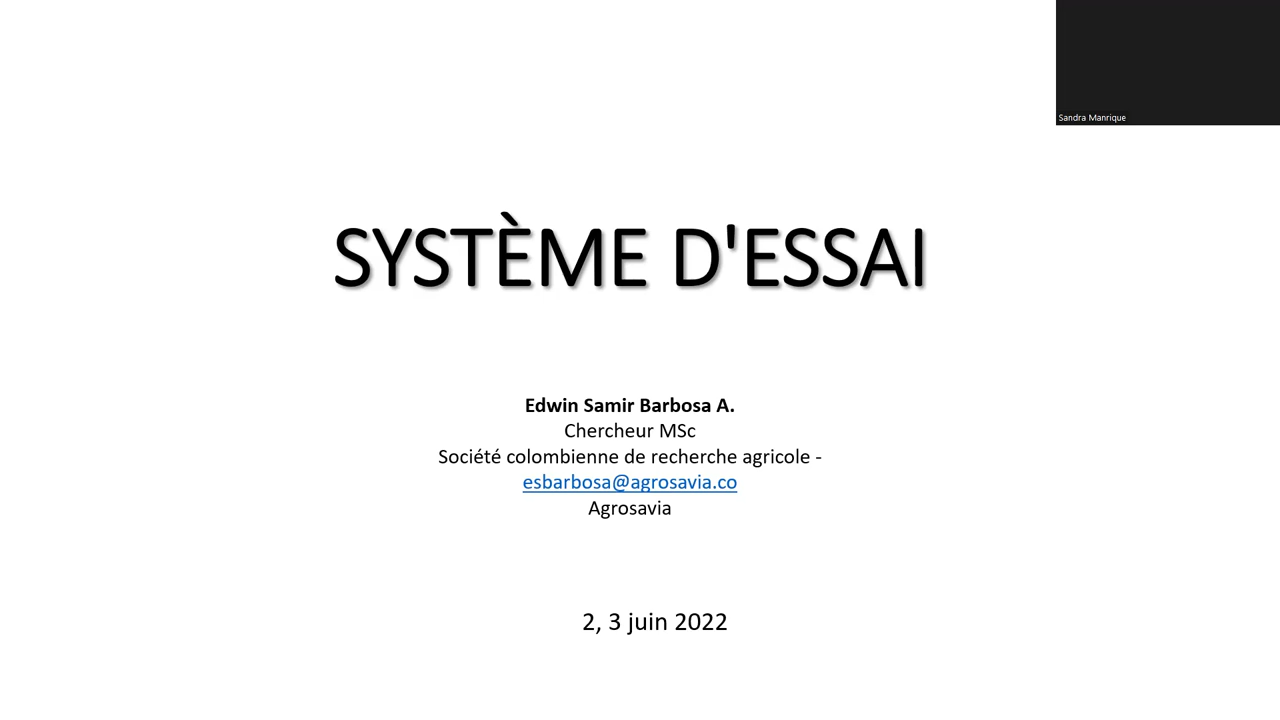 Sandra Manrique
SYSTÈME D'ESSAI
Edwin Samir Barbosa A.
Chercheur MSc
Société colombienne de recherche agricole -
esbarbosa@agrosavia.co
Agrosavia
2, 3 juin 2022